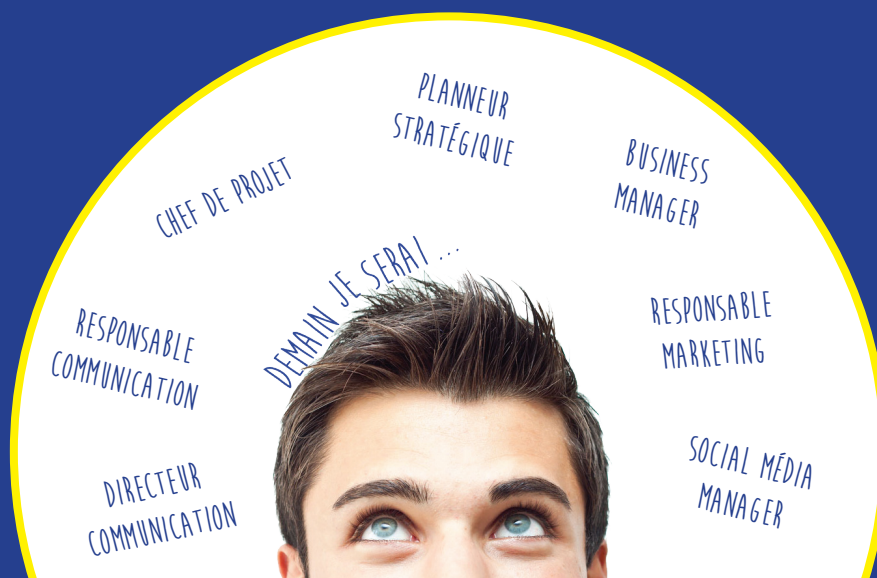 PLANNEUR
STRATÉGIQUE
BUSINESS
MANAGER
CHEF DE PROJET
DEMAIN JE SERAI ...
RESPONSABLE
COMMUNICATION
RESPONSABLE
MARKETING
DIRECTEUR
COMMUNICATION
SOCIAL MÉDIA
MANAGER